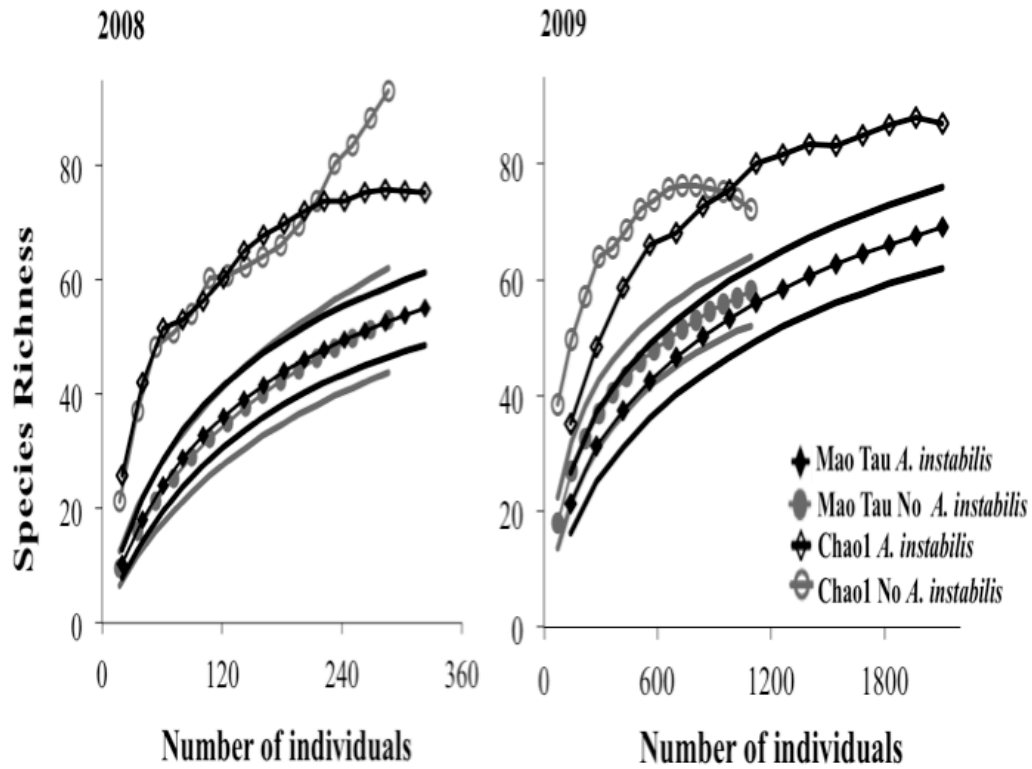 2008
2009
Species Richness
80
60
40
20
0
0 120 240 360
Number of individuals
80
60
40
20
0
0 600 1200 1800
Number of individuals
Mao Tau A. instabilis
Mao Tau No A. instabilis
Chao1 A. instabilis
Chao1 No A. instabilis